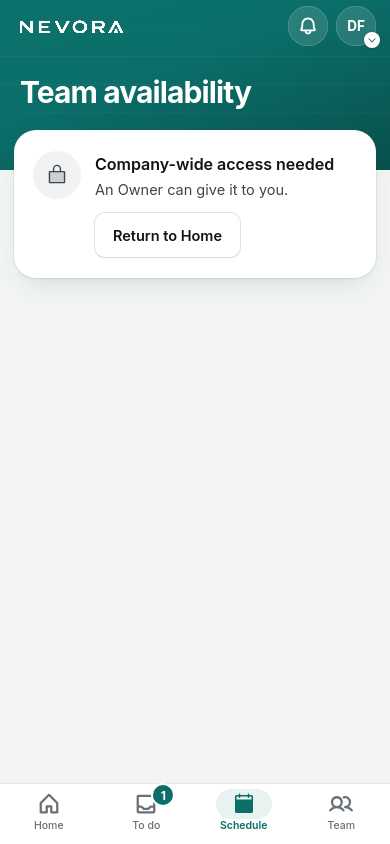 NEVORA
DF
Team availability
Company-wide access needed
An Owner can give it to you.
Return to Home
1
Home
To do
Schedule
Team